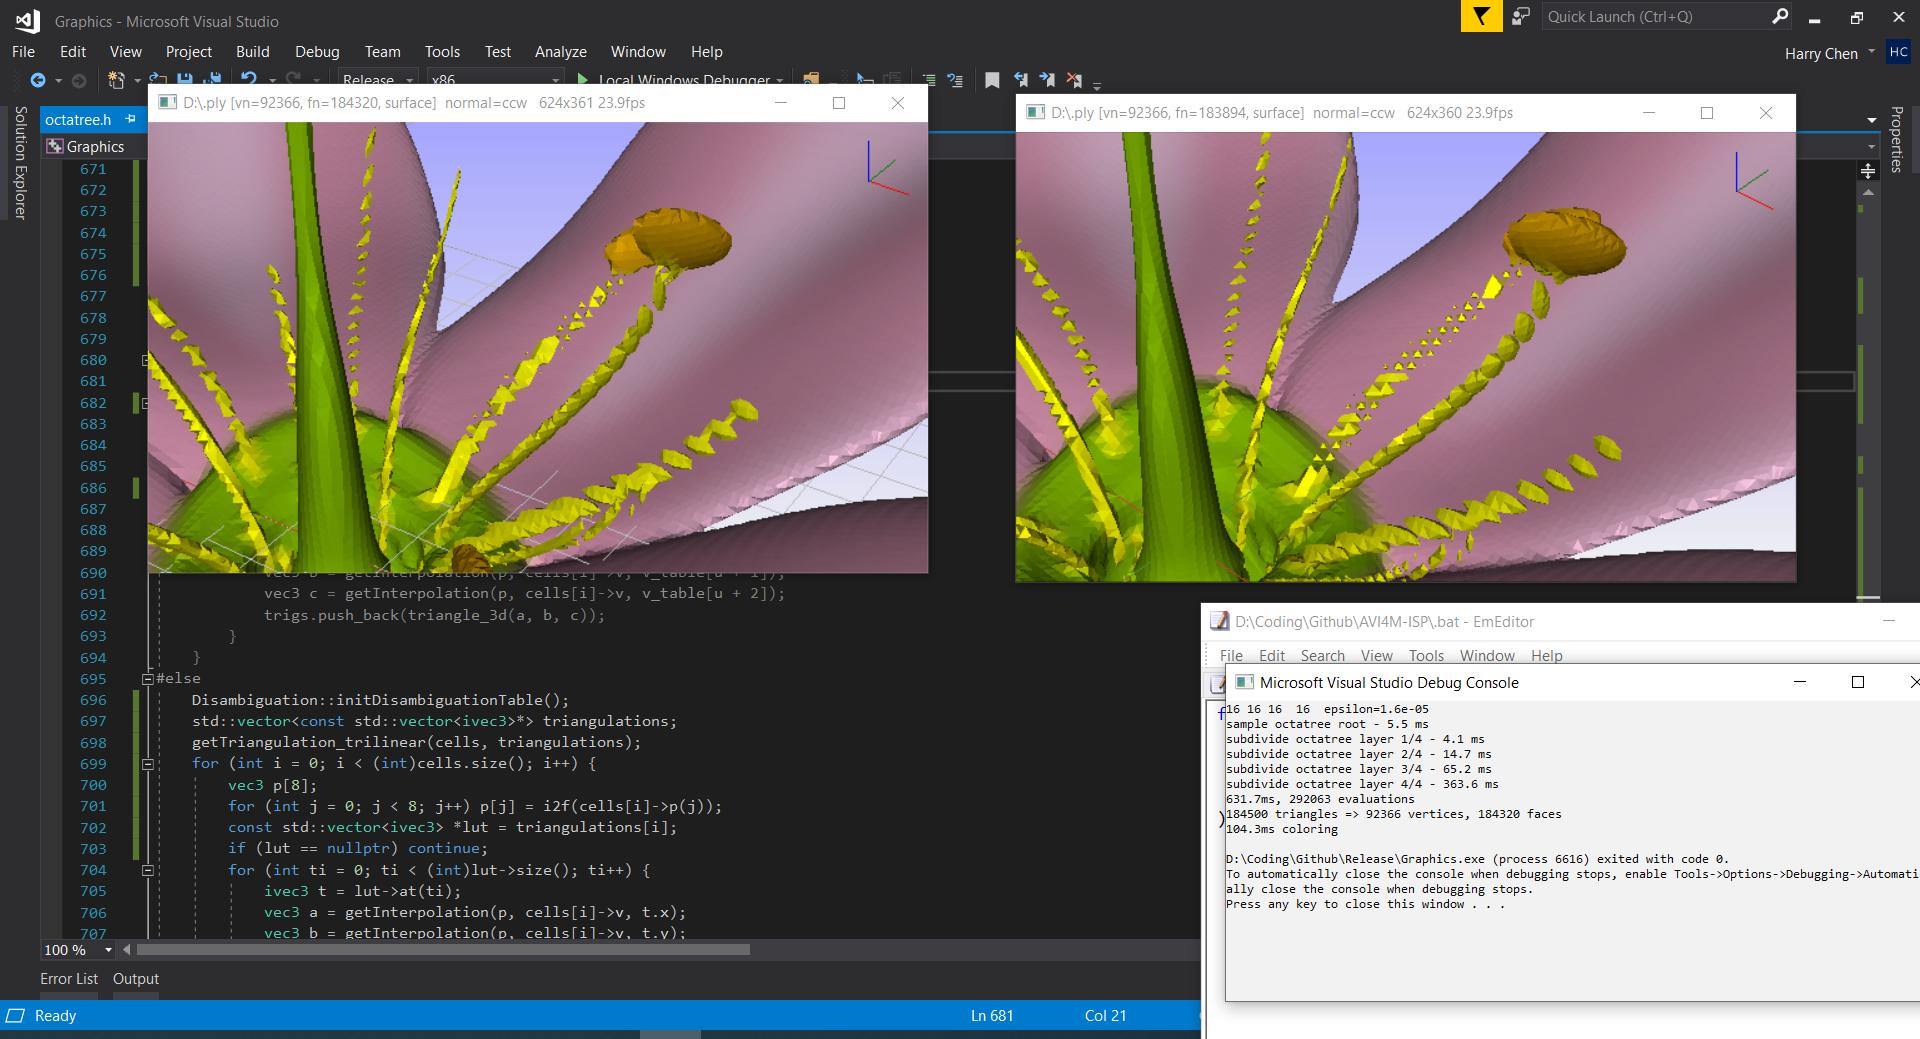 Graphics - Microsoft Visual Studio
Quick Launch (Ctrl+Q)
File Edit View Project Build Debug Team Tools Test Analyze Window Help
Harry Chen HC
Release x86 Local Windows Debugger
Solution Explorer
octatree.h
Graphics
Properties
D:\.ply [vn=92366, fn=184320, surface] normal=ccw 624x361 23.9fps
D:\.ply [vn=92366, fn=183894, surface] normal=ccw 624x360 23.9fps
671
672
673
674
675
676
677
678
679
680
681
682
683
684
685
686
687
688
689
690 vec3 b = getInterpolation(p, cells[i]->v, v_table[u + 1]);
691 vec3 c = getInterpolation(p, cells[i]->v, v_table[u + 2]);
692 trigs.push_back(triangle_3d(a, b, c));
693 }
694 }
695 #else
696 Disambiguation::initDisambiguationTable();
697 std::vector<const std::vector<ivec3>*> triangulations;
698 getTriangulation_trilinear(cells, triangulations);
699 for (int i = 0; i < (int)cells.size(); i++) {
700 vec3 p[8];
701 for (int j = 0; j < 8; j++) p[j] = i2f(cells[i]->p(j));
702 const std::vector<ivec3> *lut = triangulations[i];
703 if (lut == nullptr) continue;
704 for (int ti = 0; ti < (int)lut->size(); ti++) {
705 ivec3 t = lut->at(ti);
706 vec3 a = getInterpolation(p, cells[i]->v, t.x);
707 vec3 b = getInterpolation(p, cells[i]->v, t.y);
100 %
Error List Output
Ready Ln 681 Col 21
D:\Coding\Github\AVI4M-ISP\.bat - EmEditor
File Edit Search View Tools Window Help
f
)
Microsoft Visual Studio Debug Console
16 16 16  16  epsilon=1.6e-05
sample octatree root - 5.5 ms
subdivide octatree layer 1/4 - 4.1 ms
subdivide octatree layer 2/4 - 14.7 ms
subdivide octatree layer 3/4 - 65.2 ms
subdivide octatree layer 4/4 - 363.6 ms
631.7ms, 292063 evaluations
184500 triangles => 92366 vertices, 184320 faces
104.3ms coloring
D:\Coding\Github\Release\Graphics.exe (process 6616) exited with code 0.
To automatically close the console when debugging stops, enable Tools->Options->Debugging->Automati
ally close the console when debugging stops.
Press any key to close this window . . .